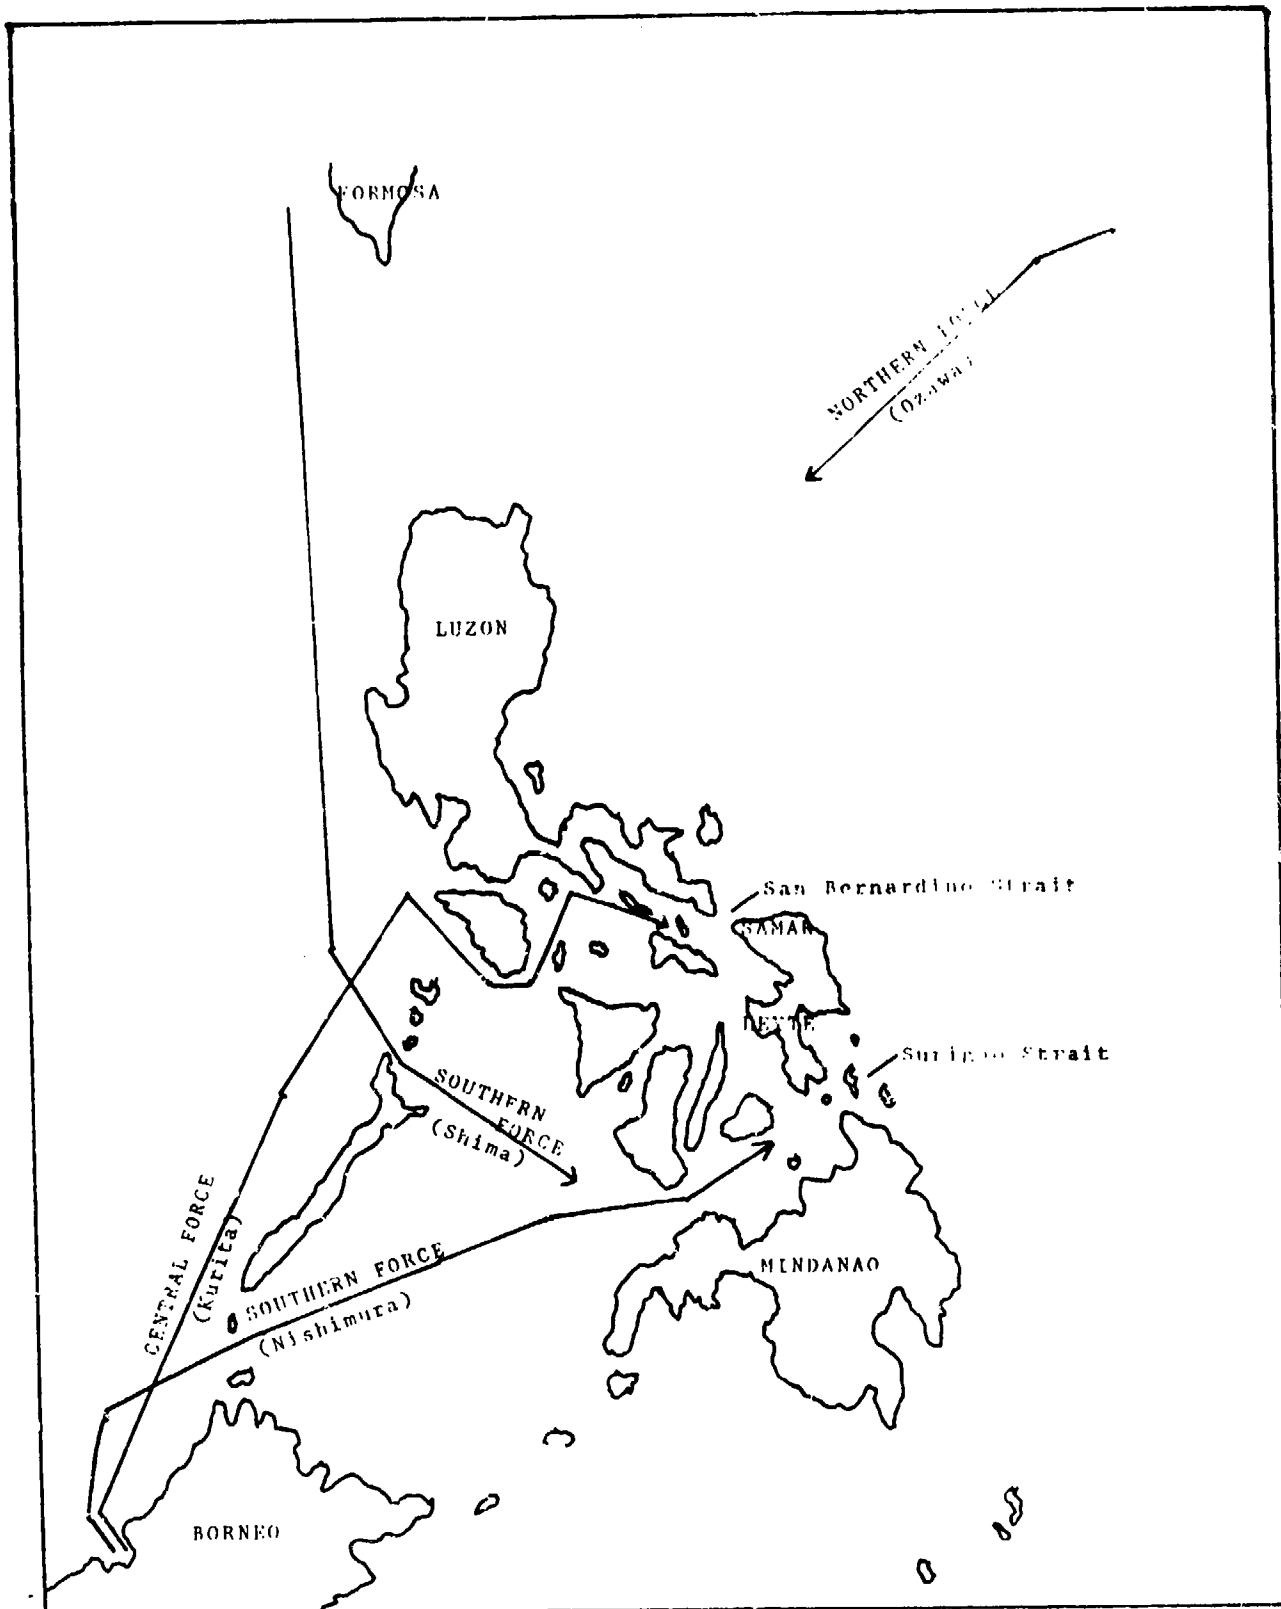 FORMOSA
NORTHERN
(Ozawa)
LUZON
San Bernardino Strait
SAMAR
LEYTE
Surigao Strait
SOUTHERN
FORCE
(Shima)
CENTRAL FORCE
(Kurita)
SOUTHERN FORCE
(Nishimura)
MINDANAO
BORNEO